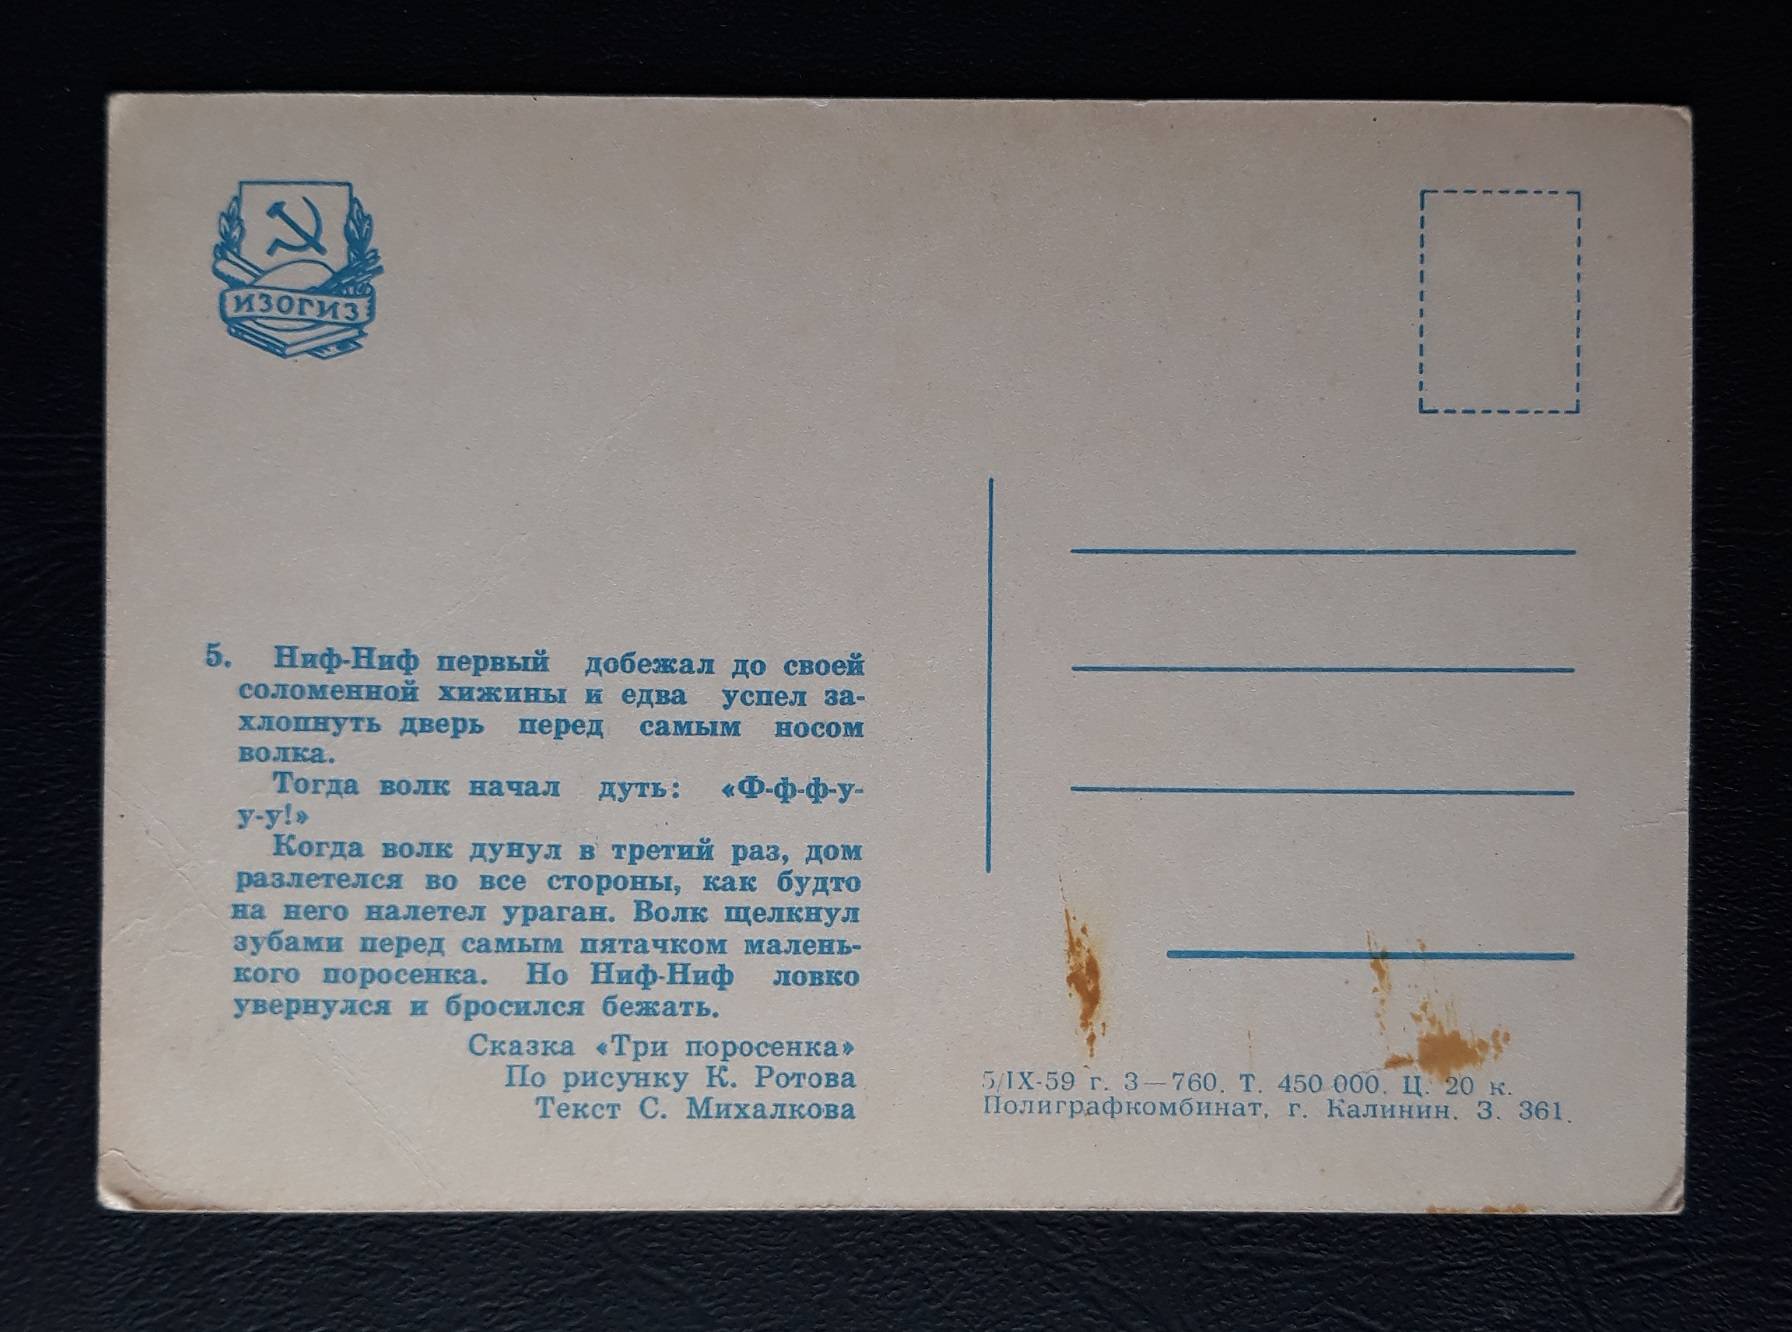 ИЗОГИЗ
5. Ниф-Ниф первый добежал до своей
соломенной хижины и едва успел за-
хлопнуть дверь перед самым носом
волка.
Тогда волк начал дуть: «Ф-ф-ф-у-
у-у!»
Когда волк дунул в третий раз, дом
разлетелся во все стороны, как будто
на него налетел ураган. Волк щелкнул
зубами перед самым пятачком малень-
кого поросенка. Но Ниф-Ниф ловко
увернулся и бросился бежать.
Сказка «Три поросенка»
По рисунку К. Ротова
Текст С. Михалкова
5/IX-59 г. З—760. Т. 450 000. Ц. 20 к.
Полиграфкомбинат, г. Калинин. З. 361.